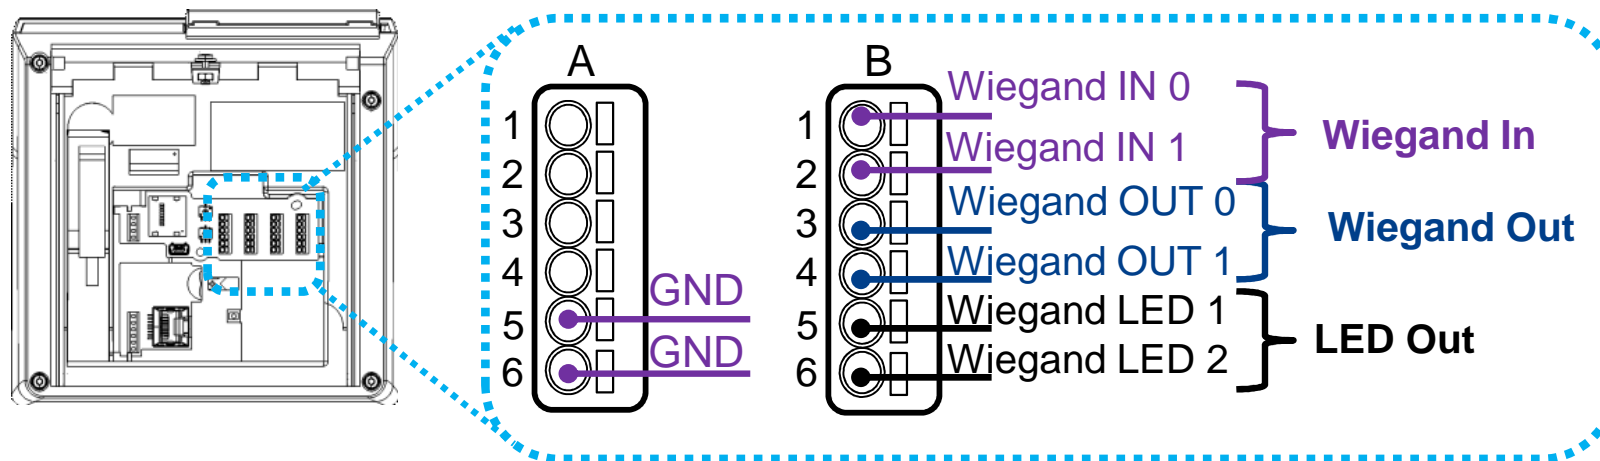 A
1
2
3
4
5
6
GND
GND
B
1
2
3
4
5
6
Wiegand IN 0
Wiegand IN 1
Wiegand OUT 0
Wiegand OUT 1
Wiegand LED 1
Wiegand LED 2
Wiegand In
Wiegand Out
LED Out